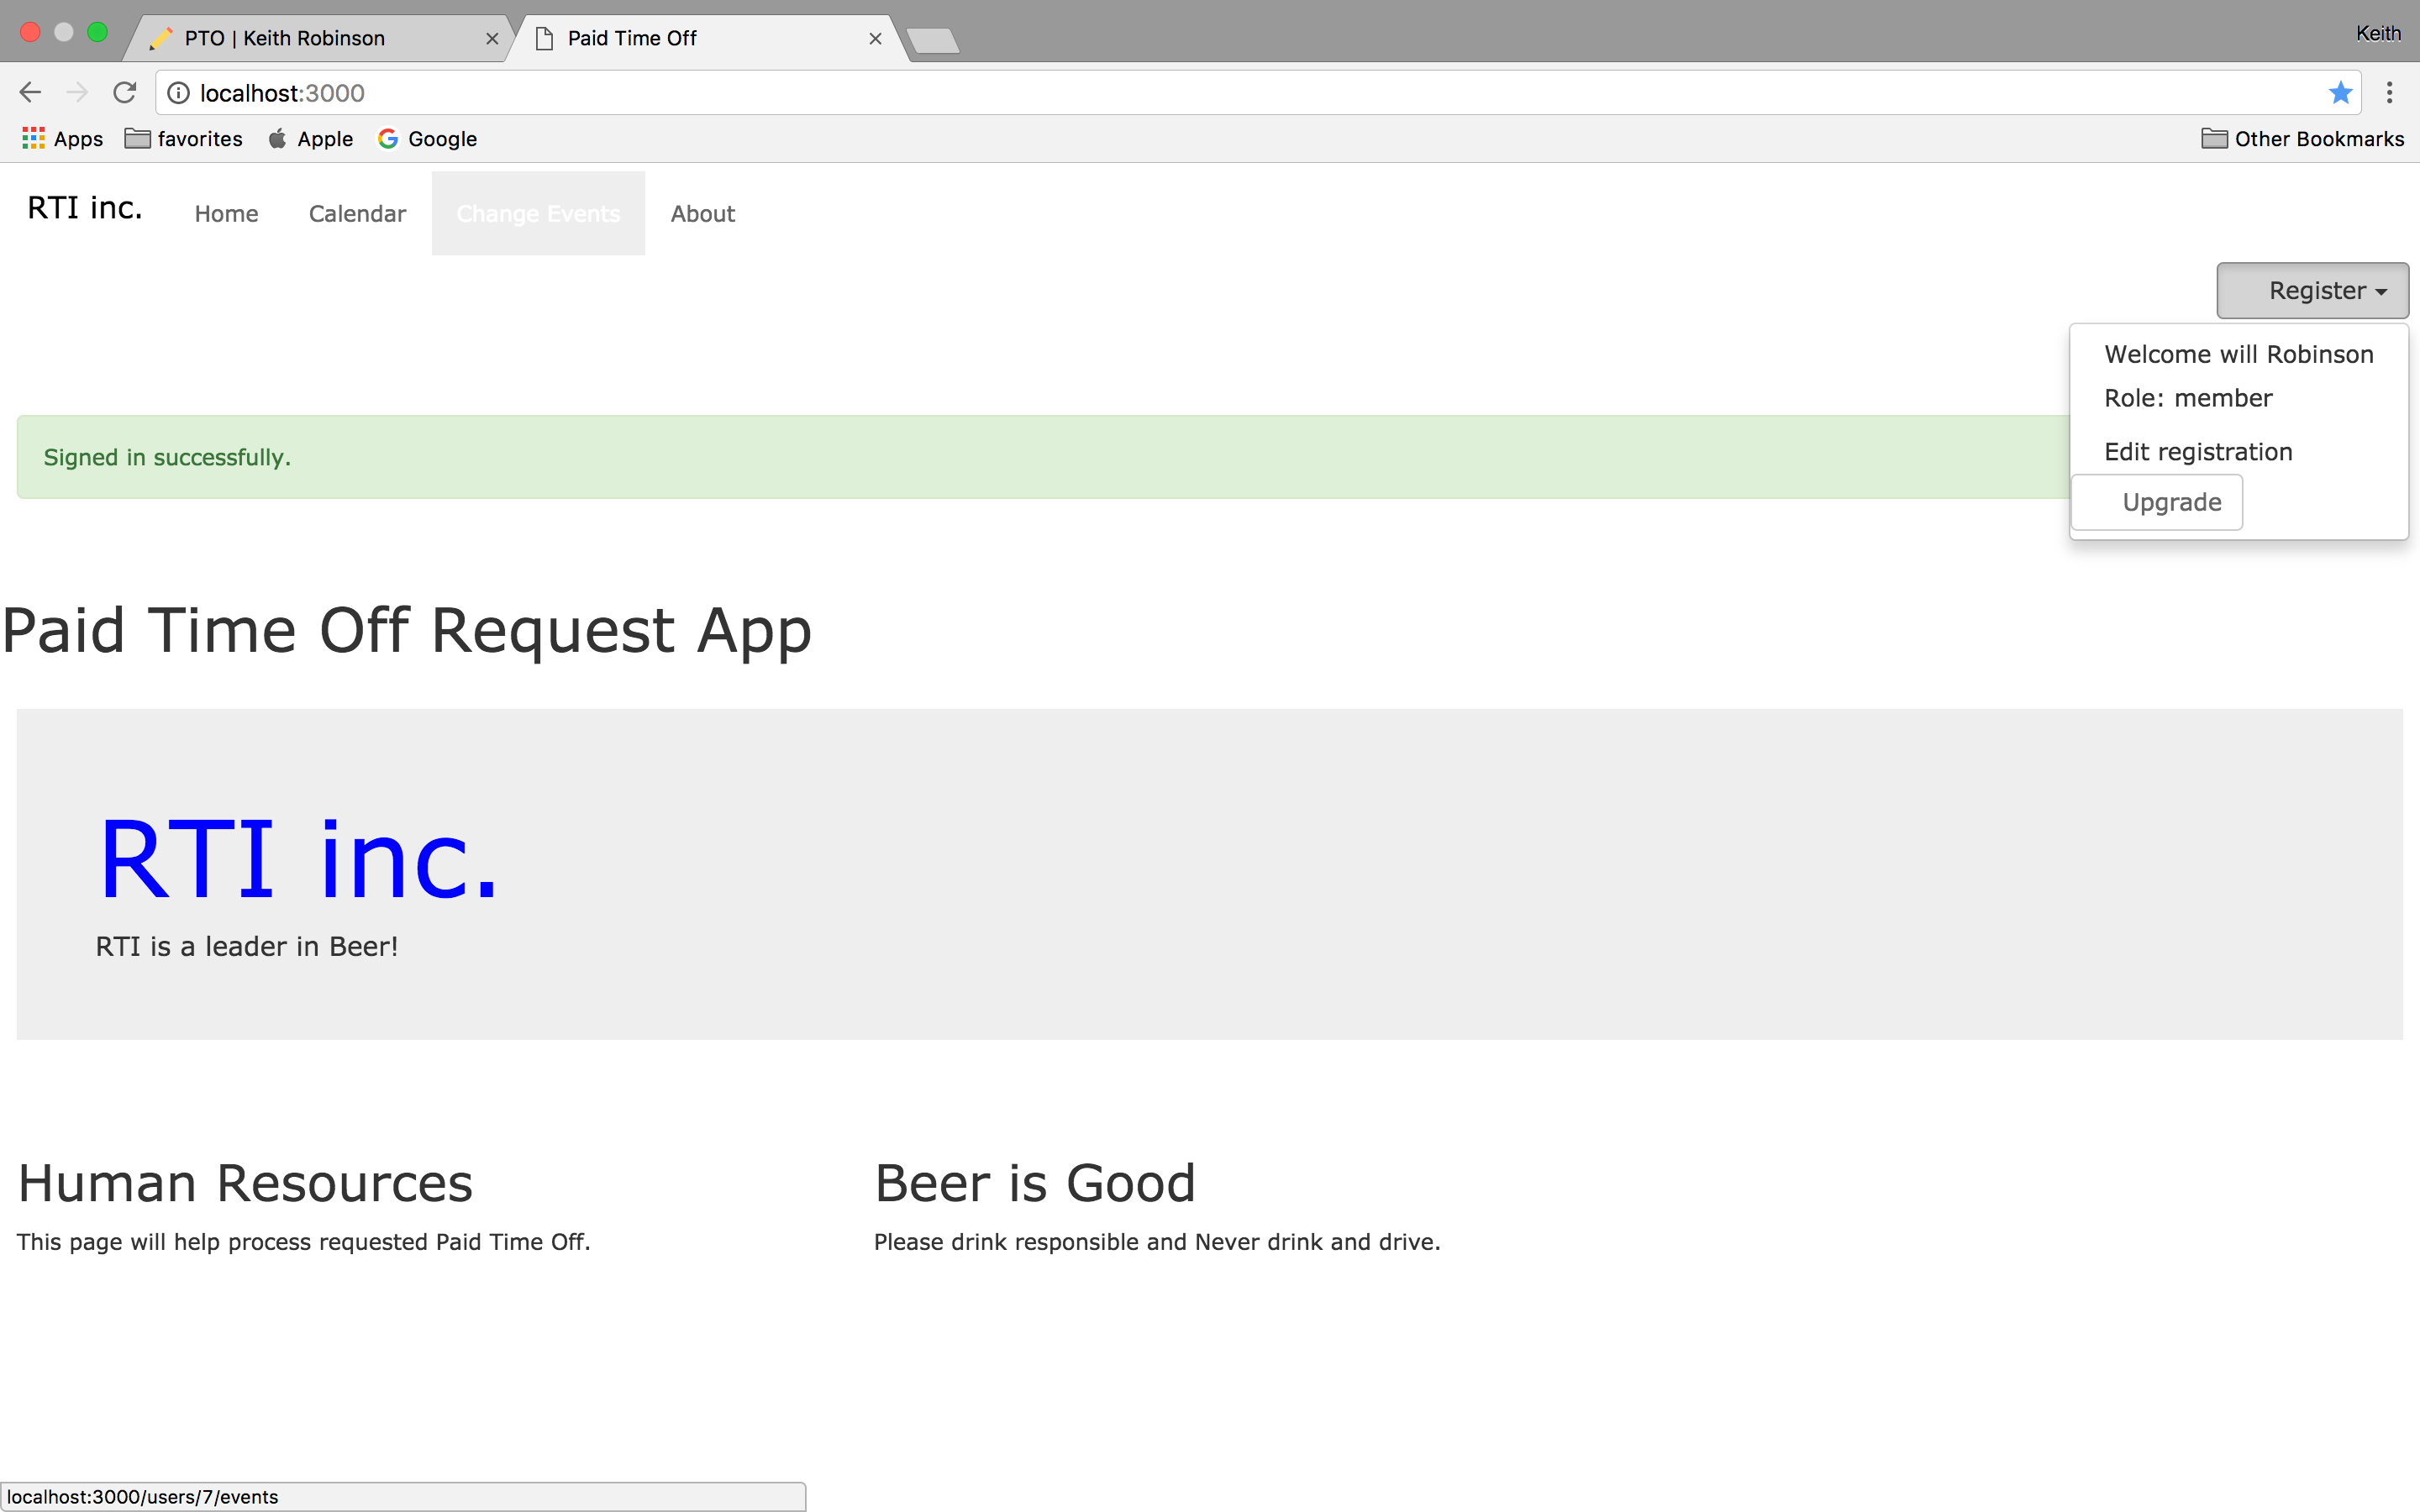 PTO | Keith Robinson
Paid Time Off
Keith
localhost:3000
Apps favorites Apple Google Other Bookmarks
RTI inc. Home Calendar Change Events About
Register
Welcome will Robinson
Role: member
Edit registration
Upgrade
Signed in successfully.
Paid Time Off Request App
RTI inc.
RTI is a leader in Beer!
Human Resources
This page will help process requested Paid Time Off.
Beer is Good
Please drink responsible and Never drink and drive.
localhost:3000/users/7/events